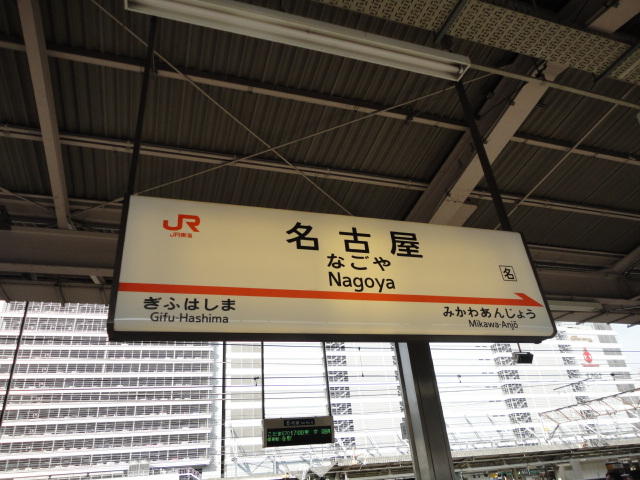 JR
JR東海
名古屋
なごや
Nagoya
名
ぎふはしま
Gifu-Hashima
みかわあんじょう
Mikawa-Anjō